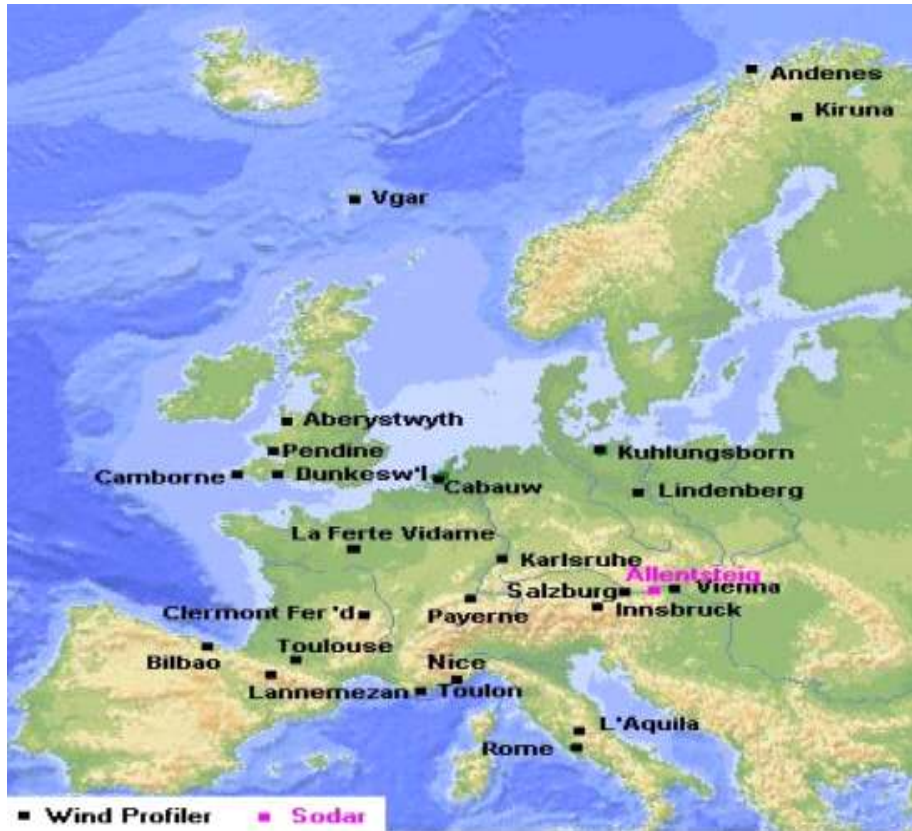 Andenes
Kiruna
Vgar
Aberystwyth
Pendine
Camborne
Dunkesw'l
Cabauw
Kuhlungsborn
Lindenberg
La Ferte Vidame
Karlsruhe
Allentsteig
Salzburg
Vienna
Clermont Fer'd
Payerne
Innsbruck
Toulouse
Bilbao
Nice
Lannemezan
Toulon
L'Aquila
Rome
Wind Profiler
Sodar